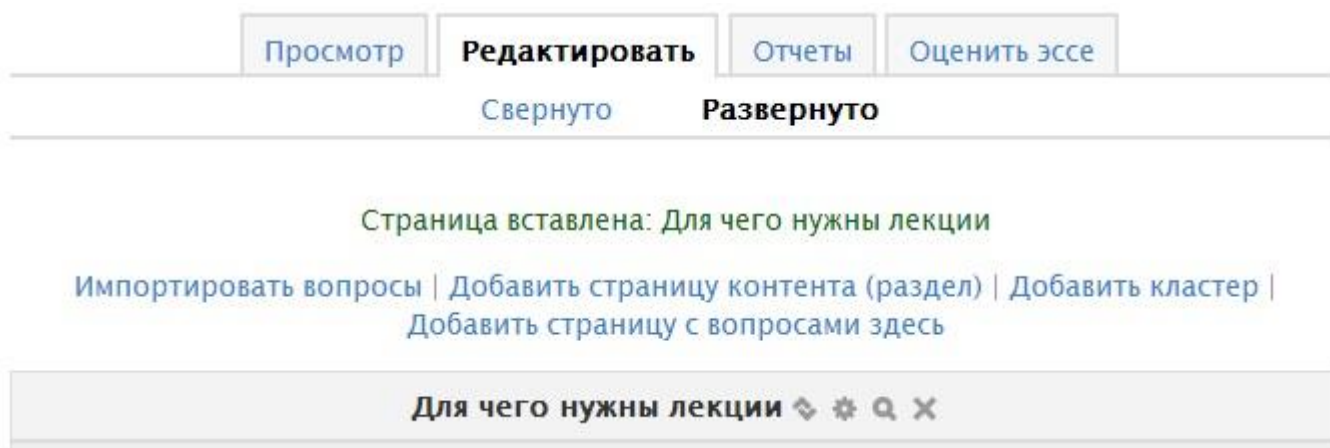 Просмотр Редактировать Отчеты Оценить эссе
Свернуто Развернуто
Страница вставлена: Для чего нужны лекции
Импортировать вопросы | Добавить страницу контента (раздел) | Добавить кластер |
Добавить страницу с вопросами здесь
Для чего нужны лекции